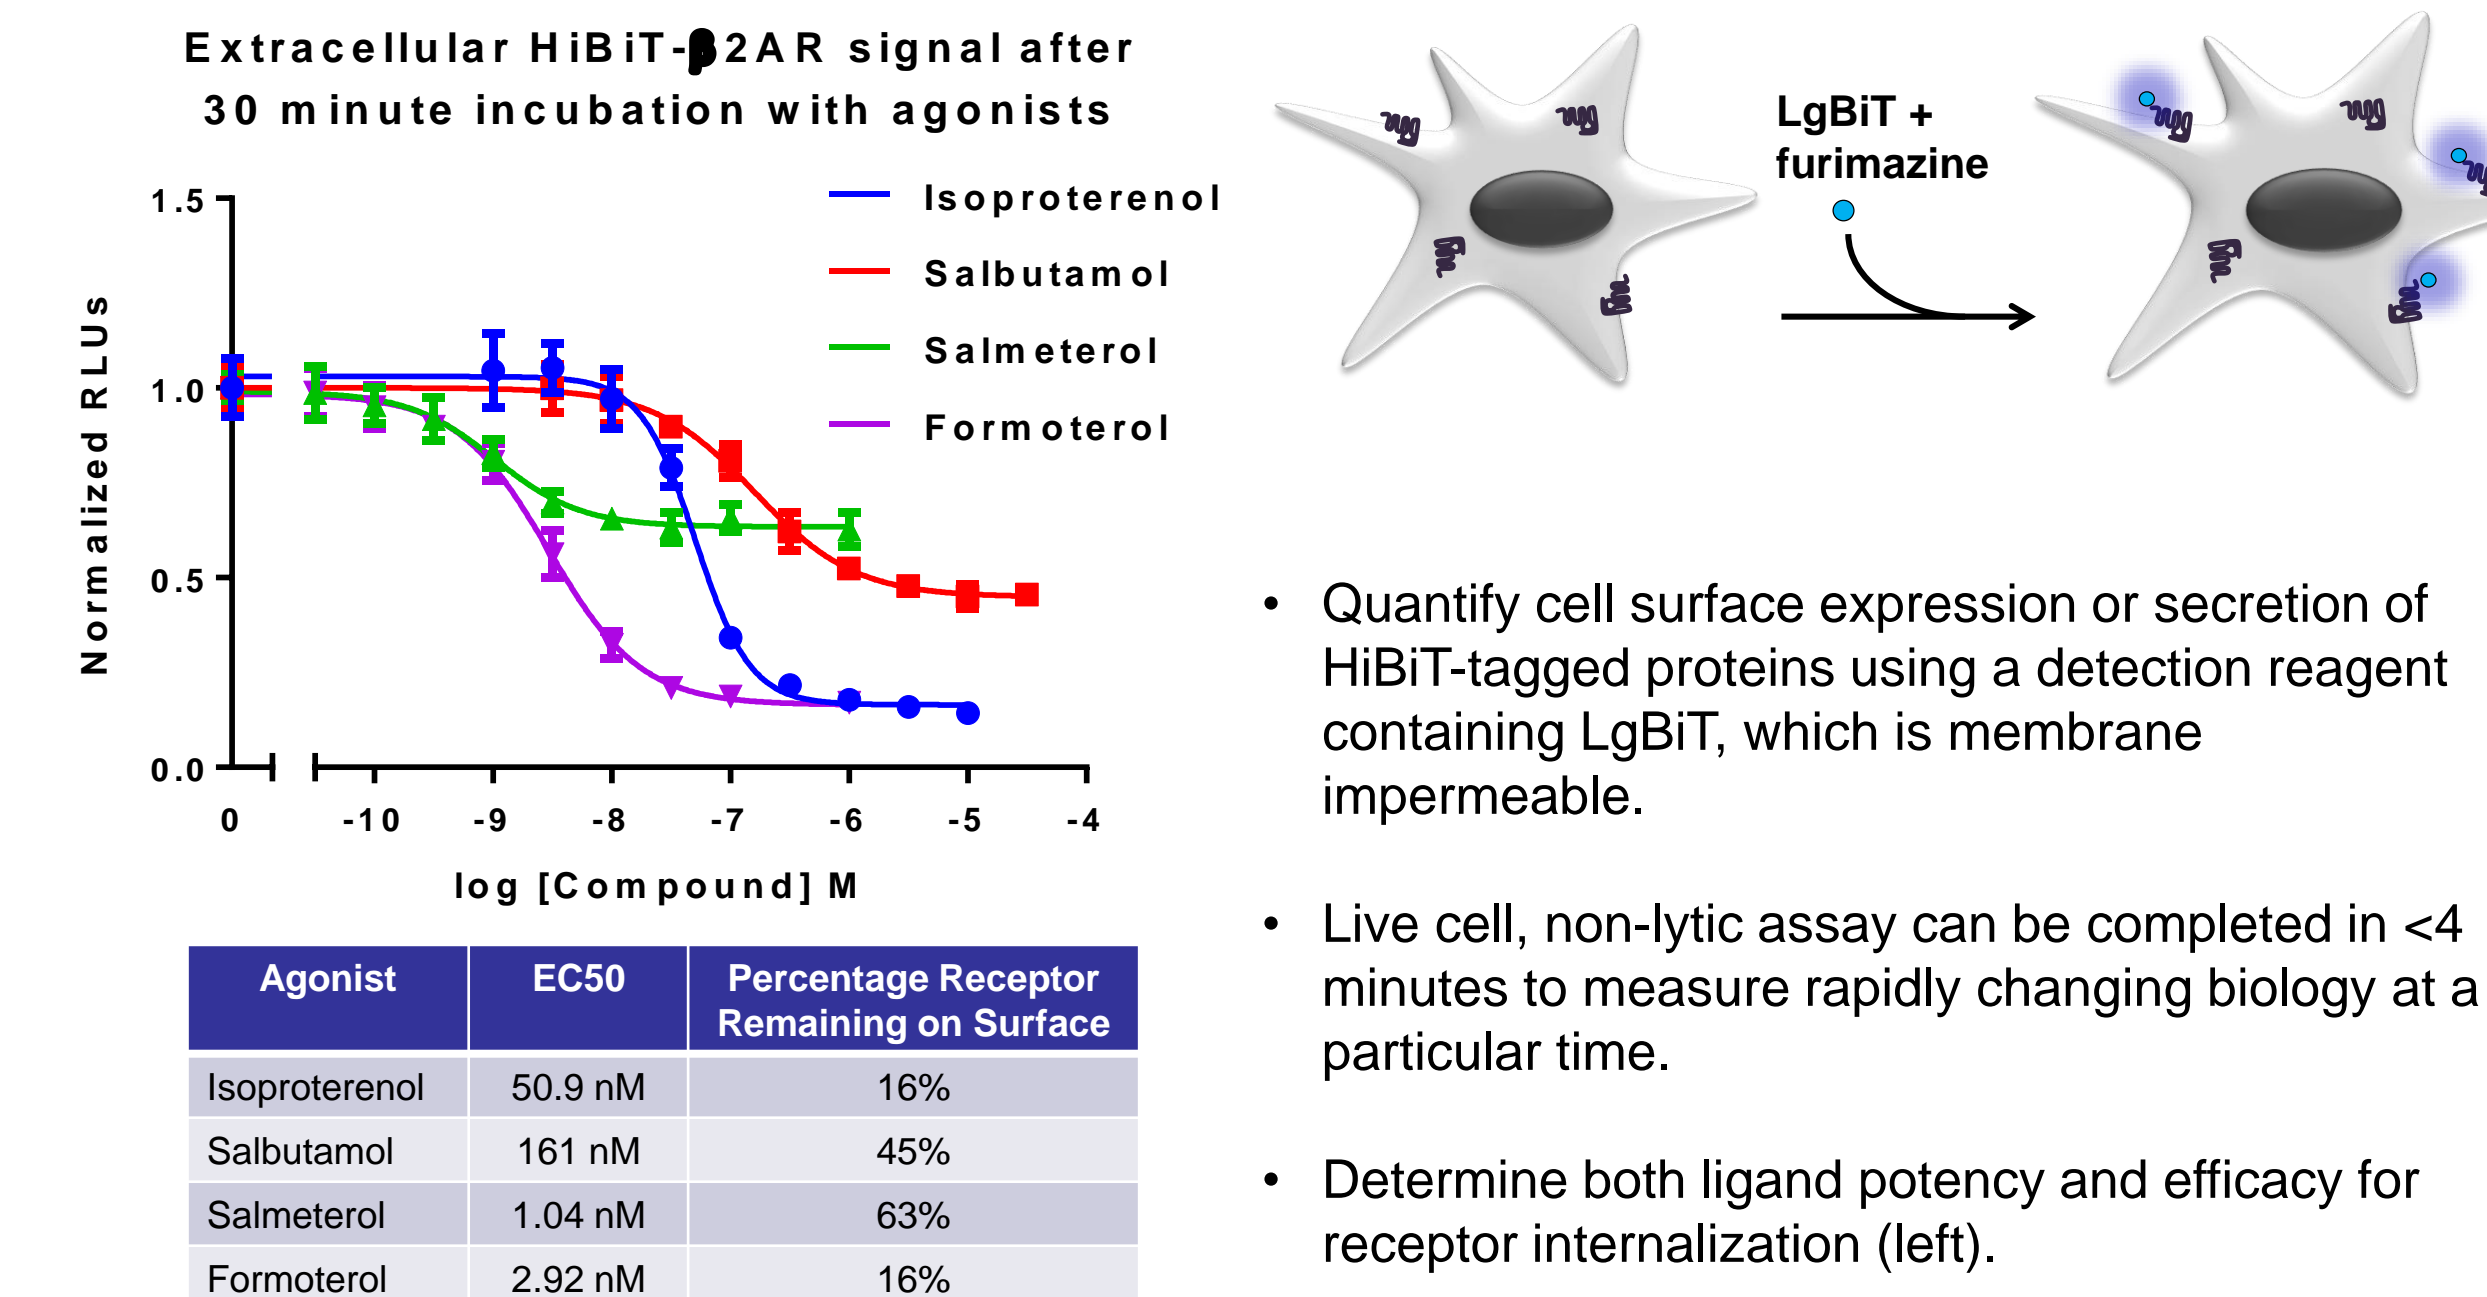 Extracellular HiBiT-β2AR signal after
30 minute incubation with agonists
1.5
1.0
0.5
0.0
Normalized RLUs
Isoproterenol
Salbutamol
Salmeterol
Formoterol
0 -10 -9 -8 -7 -6 -5 -4
log [Compound] M
Agonist EC50 Percentage Receptor
Remaining on Surface
Isoproterenol 50.9 nM 16%
Salbutamol 161 nM 45%
Salmeterol 1.04 nM 63%
Formoterol 2.92 nM 16%
LgBiT +
furimazine
• Quantify cell surface expression or secretion of
HiBiT-tagged proteins using a detection reagent
containing LgBiT, which is membrane
impermeable.
• Live cell, non-lytic assay can be completed in <4
minutes to measure rapidly changing biology at a
particular time.
• Determine both ligand potency and efficacy for
receptor internalization (left).